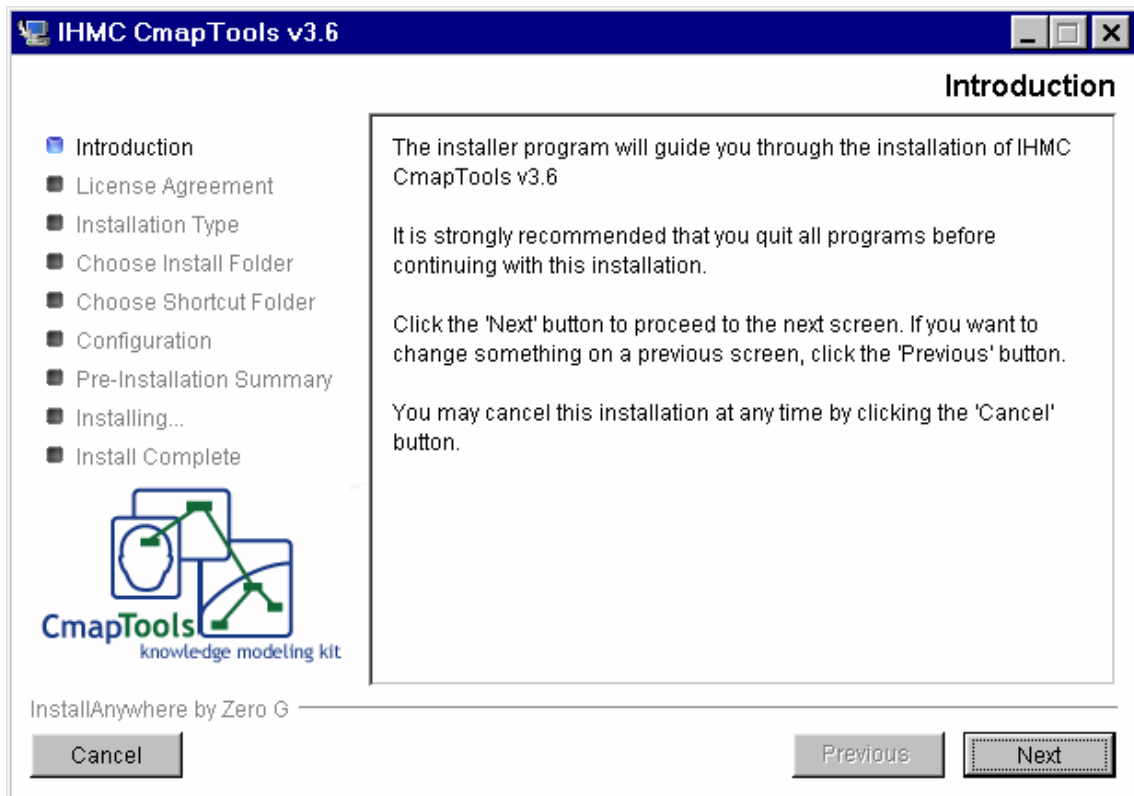 IHMC CmapTools v3.6
Introduction
Introduction
License Agreement
Installation Type
Choose Install Folder
Choose Shortcut Folder
Configuration
Pre-Installation Summary
Installing...
Install Complete
CmapTools
knowledge modeling kit
The installer program will guide you through the installation of IHMC
CmapTools v3.6
It is strongly recommended that you quit all programs before
continuing with this installation.
Click the 'Next' button to proceed to the next screen. If you want to
change something on a previous screen, click the 'Previous' button.
You may cancel this installation at any time by clicking the 'Cancel'
button.
InstallAnywhere by Zero G
Cancel
Previous
Next